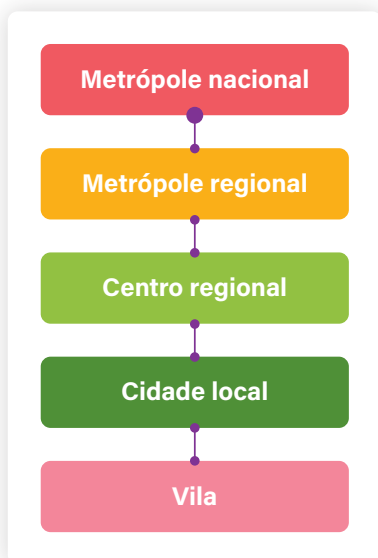 Metrópole nacional
Metrópole regional
Centro regional
Cidade local
Vila